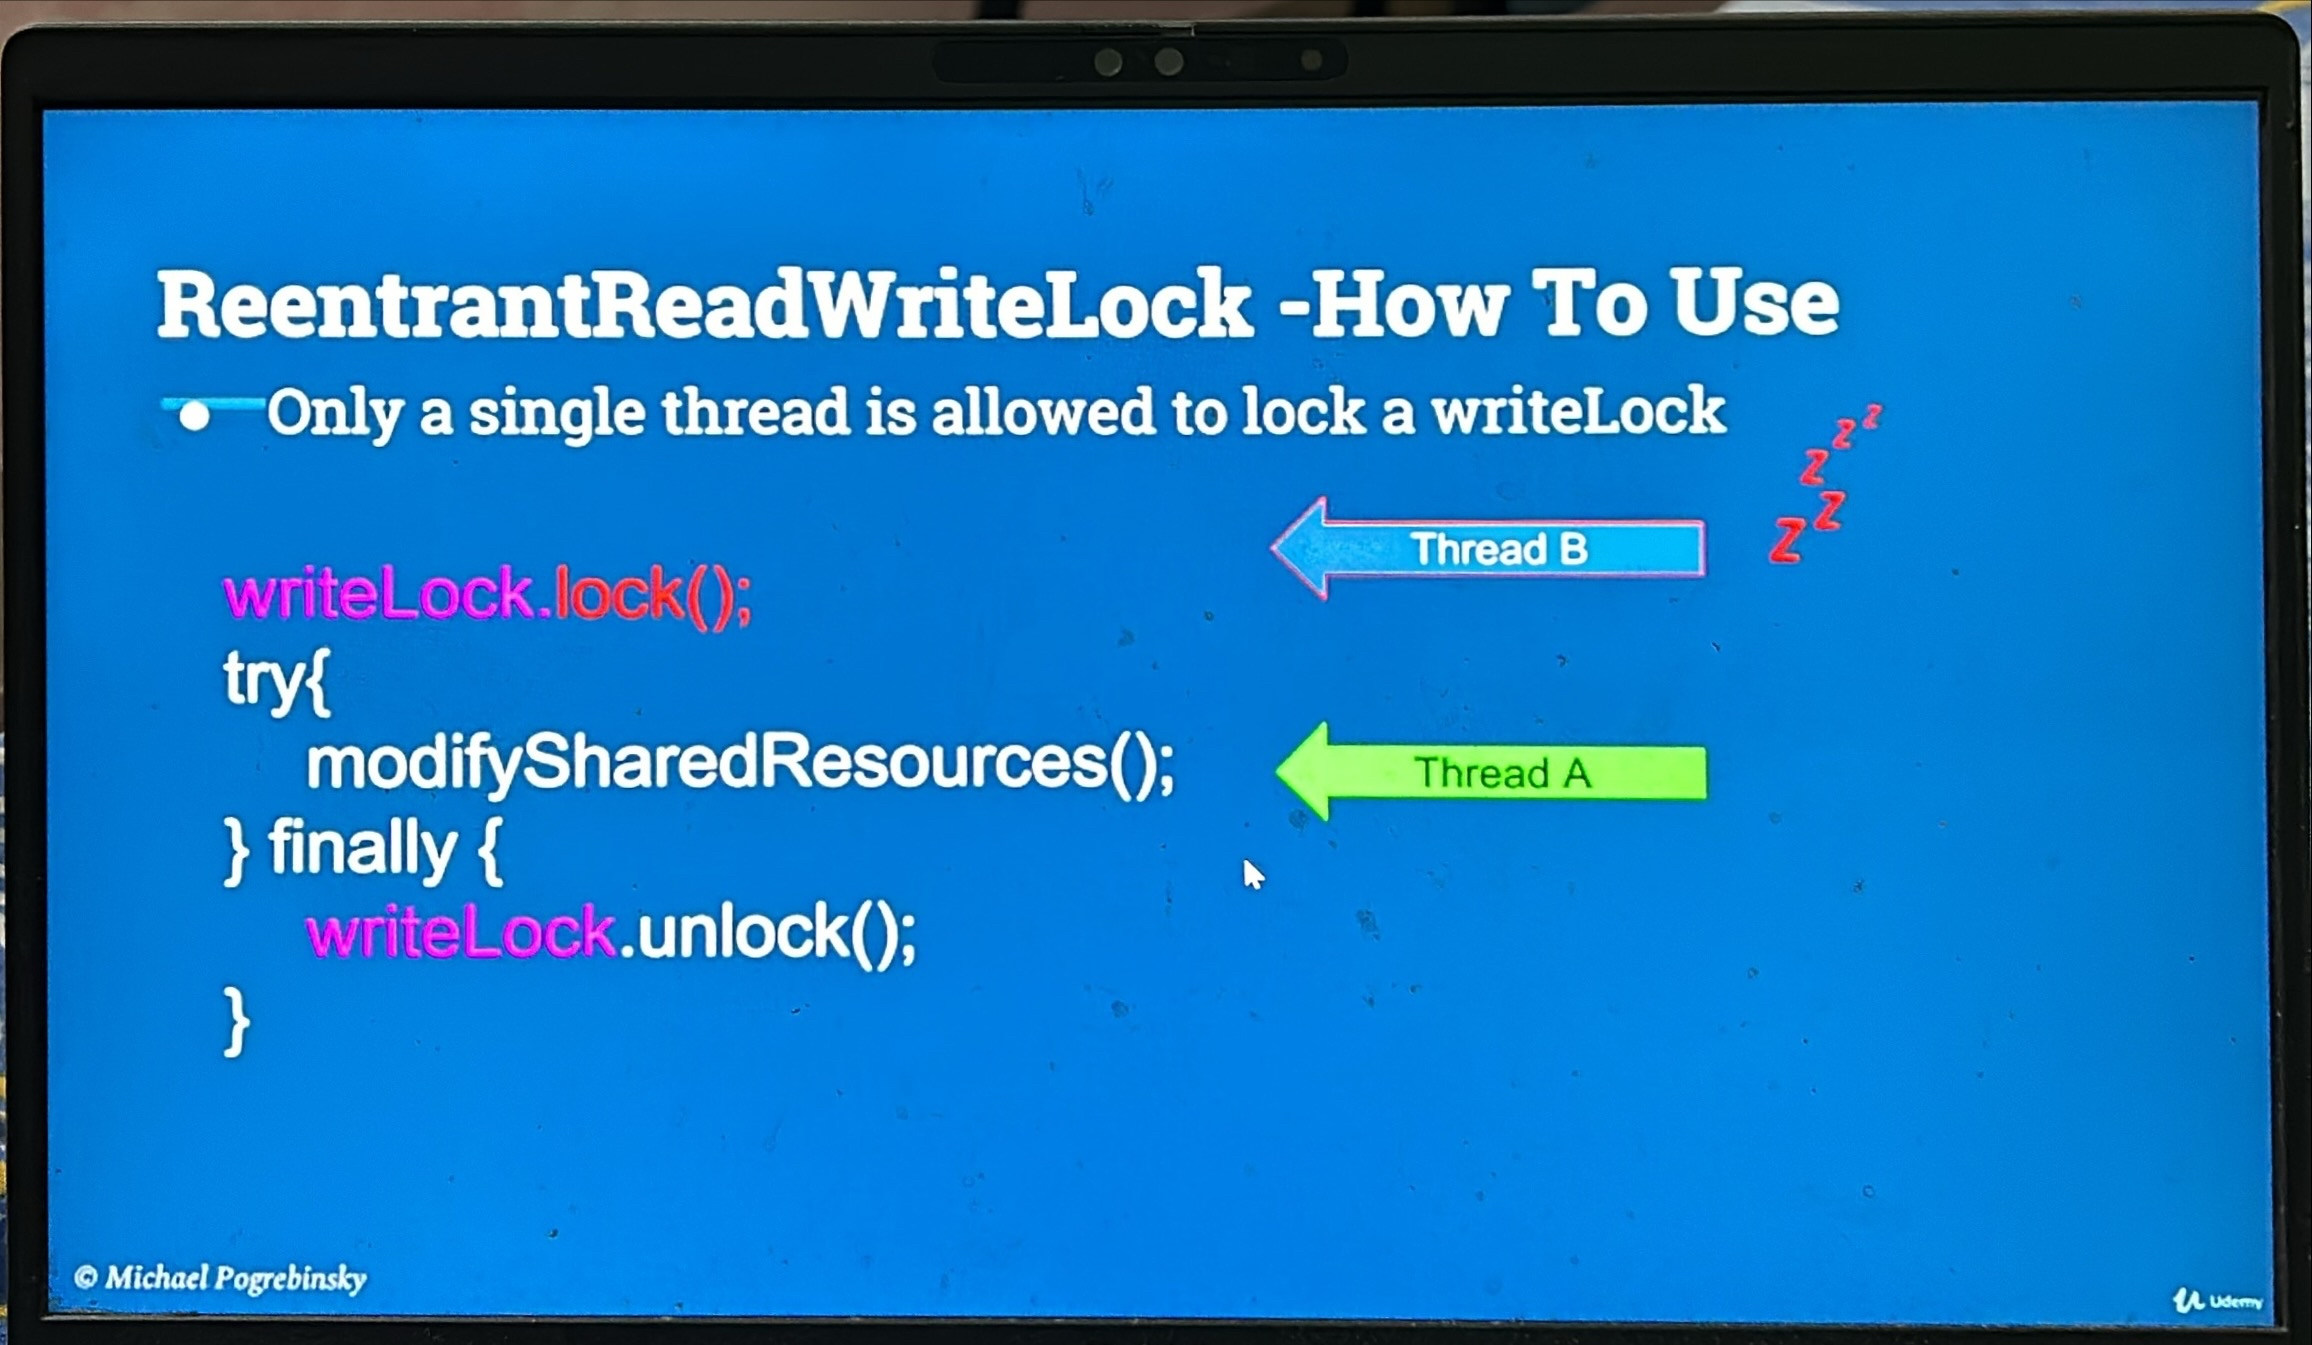 ReentrantReadWriteLock -How To Use
Only a single thread is allowed to lock a writeLock
z
z
z
z
z
Thread B
writeLock.lock();
try{
modifySharedResources();
Thread A
} finally {
writeLock.unlock();
}
© Michael Pogrebinsky
Udemy